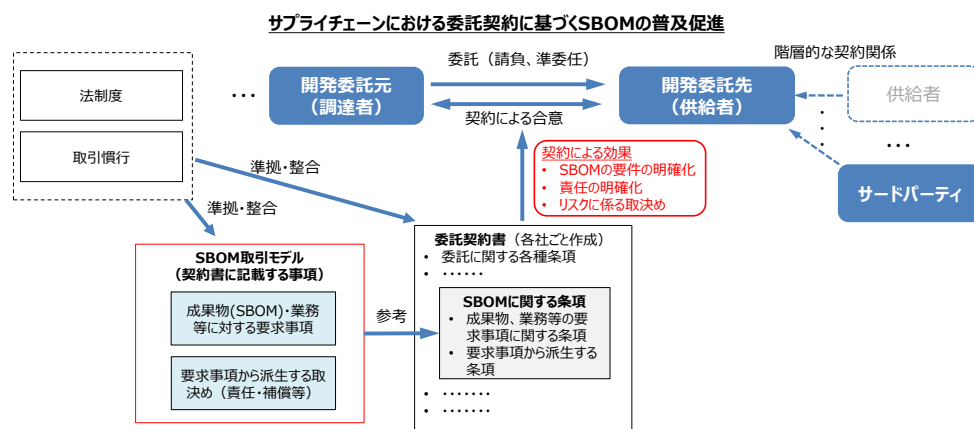 サプライチェーンにおける委託契約に基づくSBOMの普及促進
法制度
取引慣行
･･･
開発委託元
（調達者）
委託（請負、準委任）
契約による合意
開発委託先
（供給者）
階層的な契約関係
供給者
･･･
･･･
サードパーティ
契約による効果
• SBOMの要件の明確化
• 責任の明確化
• リスクに係る取決め
準拠・整合
準拠・整合
SBOM取引モデル
（契約書に記載する事項）
成果物(SBOM)・業務
等に対する要求事項
要求事項から派生する取
決め（責任・補償等）
参考
委託契約書（各社ごと作成）
• 委託に関する各種条項
• ･･････
SBOMに関する条項
• 成果物、業務等の要
求事項に関する条項
• 要求事項から派生する
条項
• ･･･････
• ･･･････